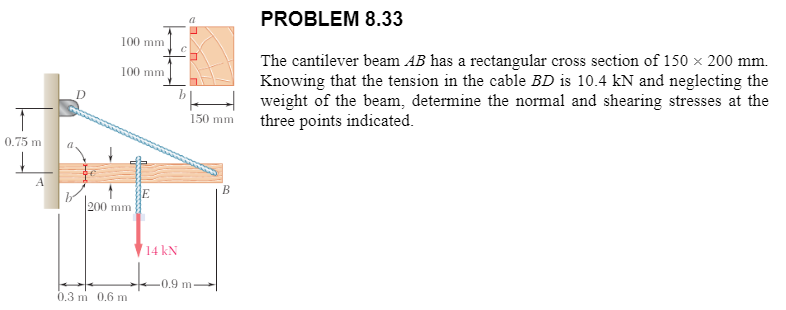 PROBLEM 8.33
The cantilever beam AB has a rectangular cross section of 150 × 200 mm.
Knowing that the tension in the cable BD is 10.4 kN and neglecting the
weight of the beam, determine the normal and shearing stresses at the
three points indicated.
a
100 mm
c
100 mm
b
150 mm
D
0.75 m
a
c
A
b
200 mm
E
B
14 kN
0.9 m
0.3 m 0.6 m